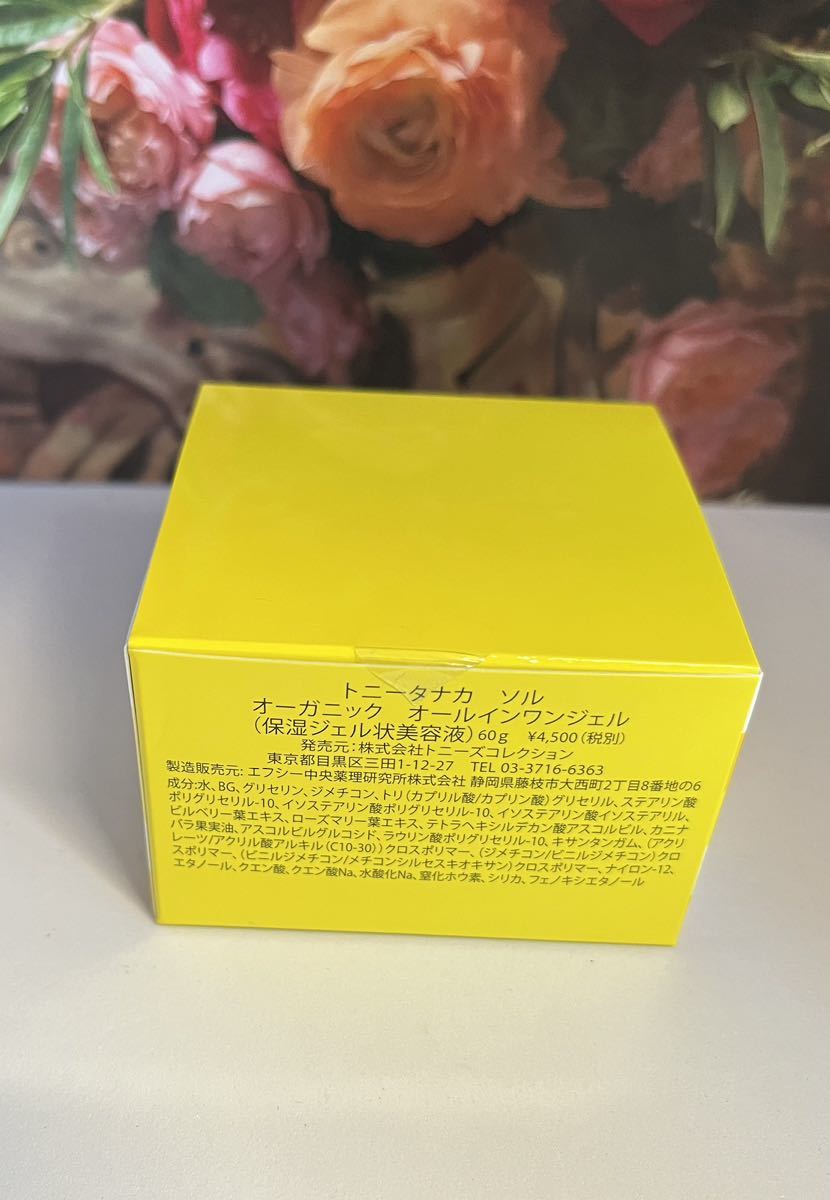 トニータナカ ソル
オーガニック オールインワンジェル
(保湿ジェル状美容液)60g ¥4,500(税別)
発売元:株式会社トニーズコレクション
東京都目黒区三田1-12-27 TEL 03-3716-6363
製造販売元: エフシー中央薬理研究所株式会社 静岡県藤枝市大西町2丁目8番地の6
成分:水、BG、グリセリン、ジメチコン、トリ(カプリル酸/カプリン酸)グリセリル、ステアリン酸
ポリグリセリル-10、イソステアリン酸ポリグリセリル-10、イソステアリン酸イソステアリル、
ビルベリー葉エキス、ローズマリー葉エキス、テトラヘキシルデカン酸アスコルビル、カニナ
バラ果実油、アスコルビルグルコシド、ラウリン酸ポリグリセリル-10、キサンタンガム、(アクリ
レーツ/アクリル酸アルキル(C10-30))クロスポリマー、(ジメチコン/ビニルジメチコン)クロ
スポリマー、(ビニルジメチコン/メチコンシルセスキオキサン)クロスポリマー、ナイロン-12、
エタノール、クエン酸、クエン酸Na、水酸化Na、窒化ホウ素、シリカ、フェノキシエタノール